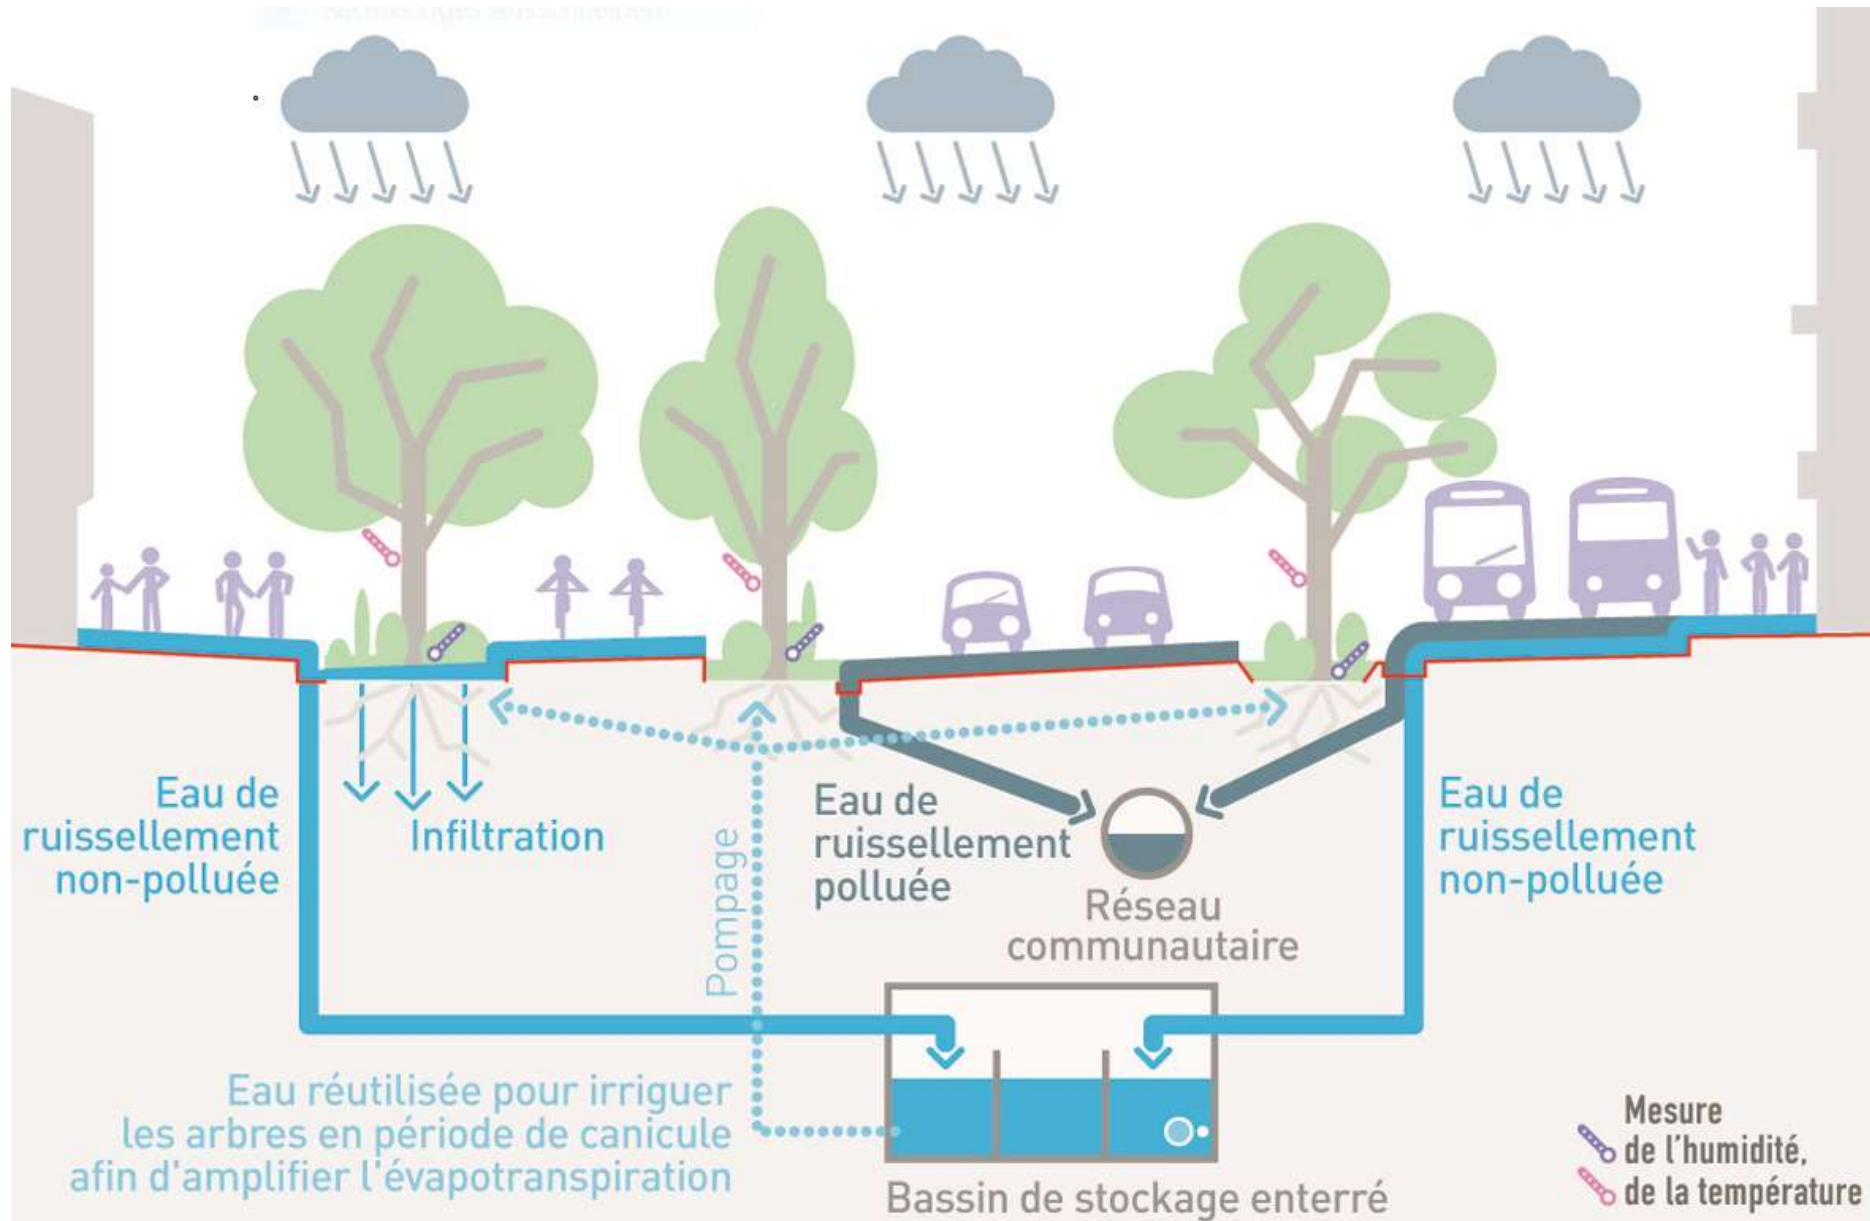 Eau de
ruissellement
non-polluée
Infiltration
Pompage
Eau de
ruissellement
polluée
Réseau
communautaire
Eau de
ruissellement
non-polluée
Eau réutilisée pour irriguer
les arbres en période de canicule
afin d'amplifier l'évapotranspiration
Bassin de stockage enterré
Mesure
de l'humidité,
de la température